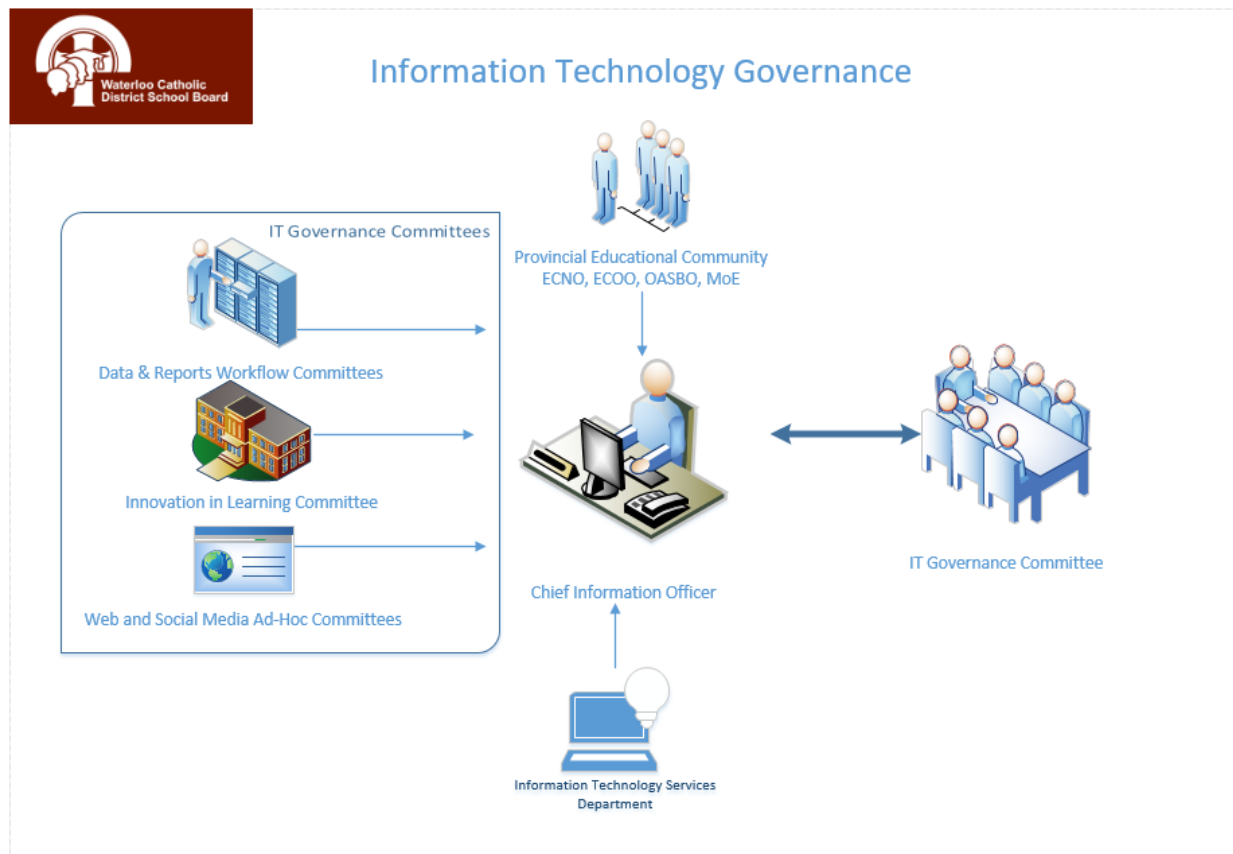 Waterloo Catholic
District School Board
Information Technology Governance
Provincial Educational Community
ECNO, ECOO, OASBO, MoE
IT Governance Committees
Data & Reports Workflow Committees
Innovation in Learning Committee
Web and Social Media Ad-Hoc Committees
Chief Information Officer
IT Governance Committee
Information Technology Services
Department